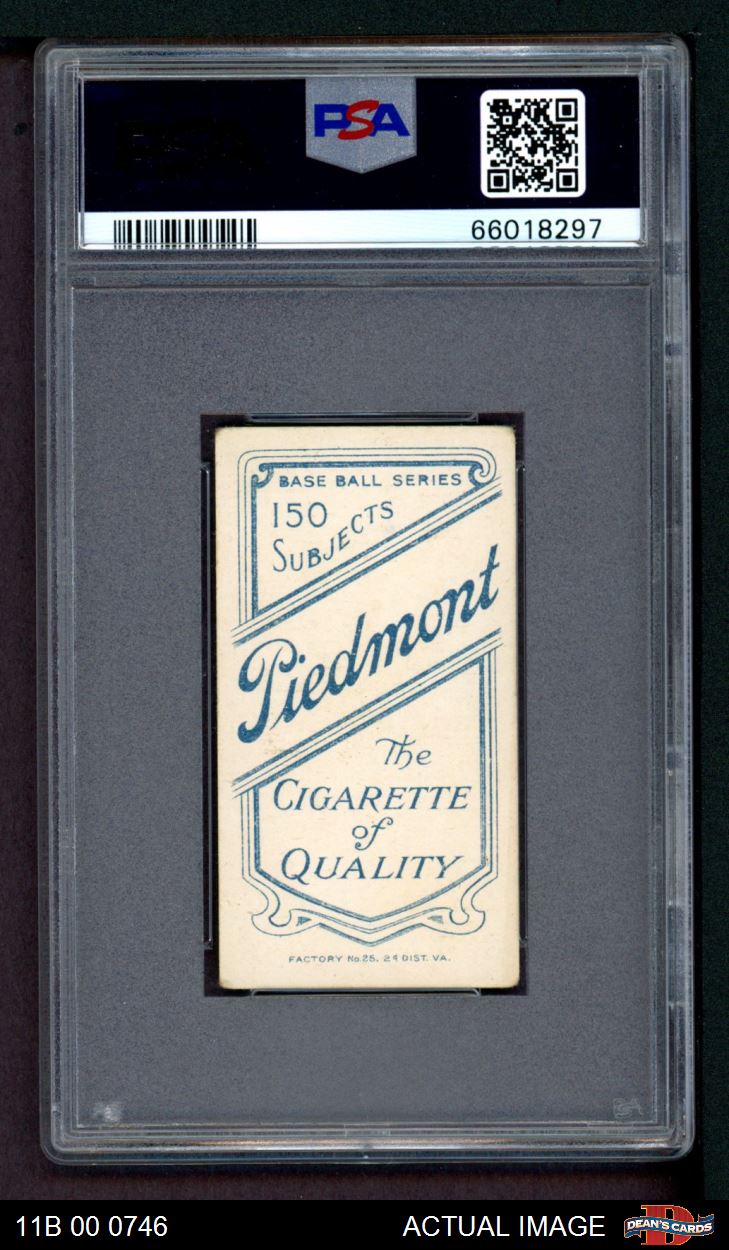 PSA
66018297
BASE BALL SERIES
150
SUBJECTS
Piedmont
The
CIGARETTE
of
QUALITY
FACTORY No.25, 2d DIST. VA.
11B 00 0746
ACTUAL IMAGE
DEAN'S CARDS